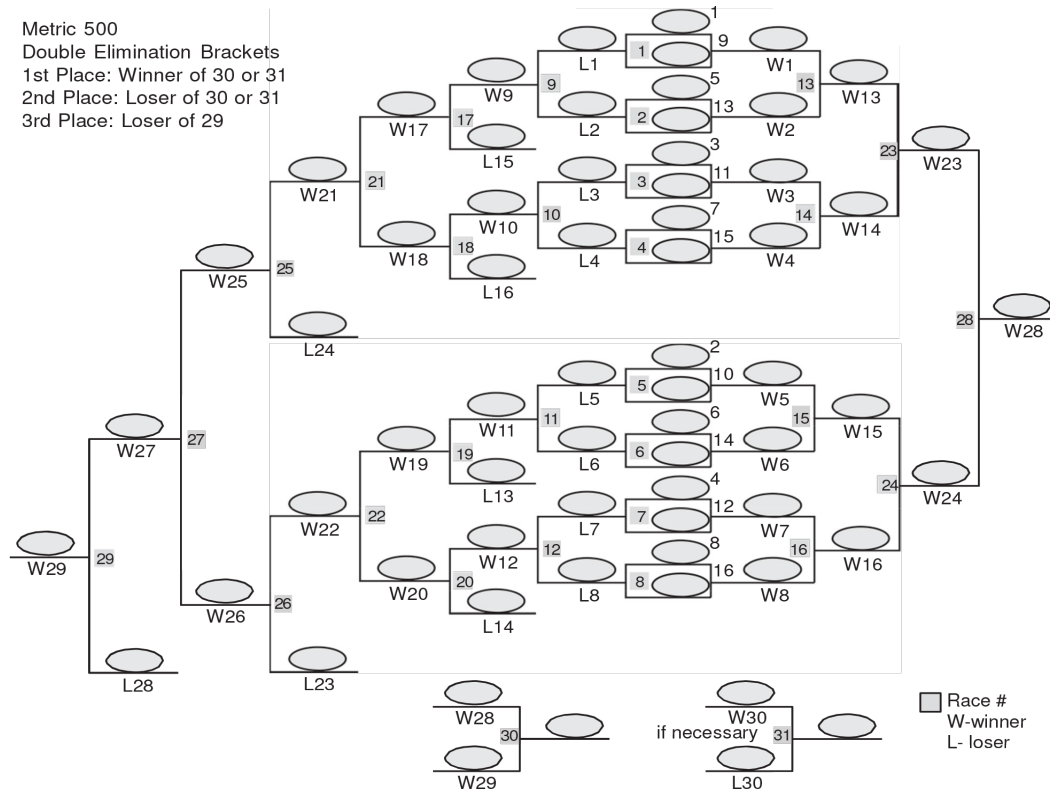 Metric 500
Double Elimination Brackets
1st Place: Winner of 30 or 31
2nd Place: Loser of 30 or 31
3rd Place: Loser of 29
1
1
9
L1
W1
W9
9
13
W13
5
2
13
L2
W2
W17
17
L15
23
W23
3
3
11
L3
W3
W21
21
W10
10
14
W14
7
4
15
L4
W4
W18
18
L16
W25
25
28
W28
L24
2
5
10
L5
W5
W11
11
15
W15
6
6
14
L6
W6
W27
27
W19
19
L13
24
W24
4
7
12
L7
W7
W22
22
W12
12
16
W16
8
8
16
L8
W8
W29
29
W20
20
L14
W26
26
L28
L23
W28
30
W29
W30
if necessary
31
L30
Race #
W-winner
L- loser